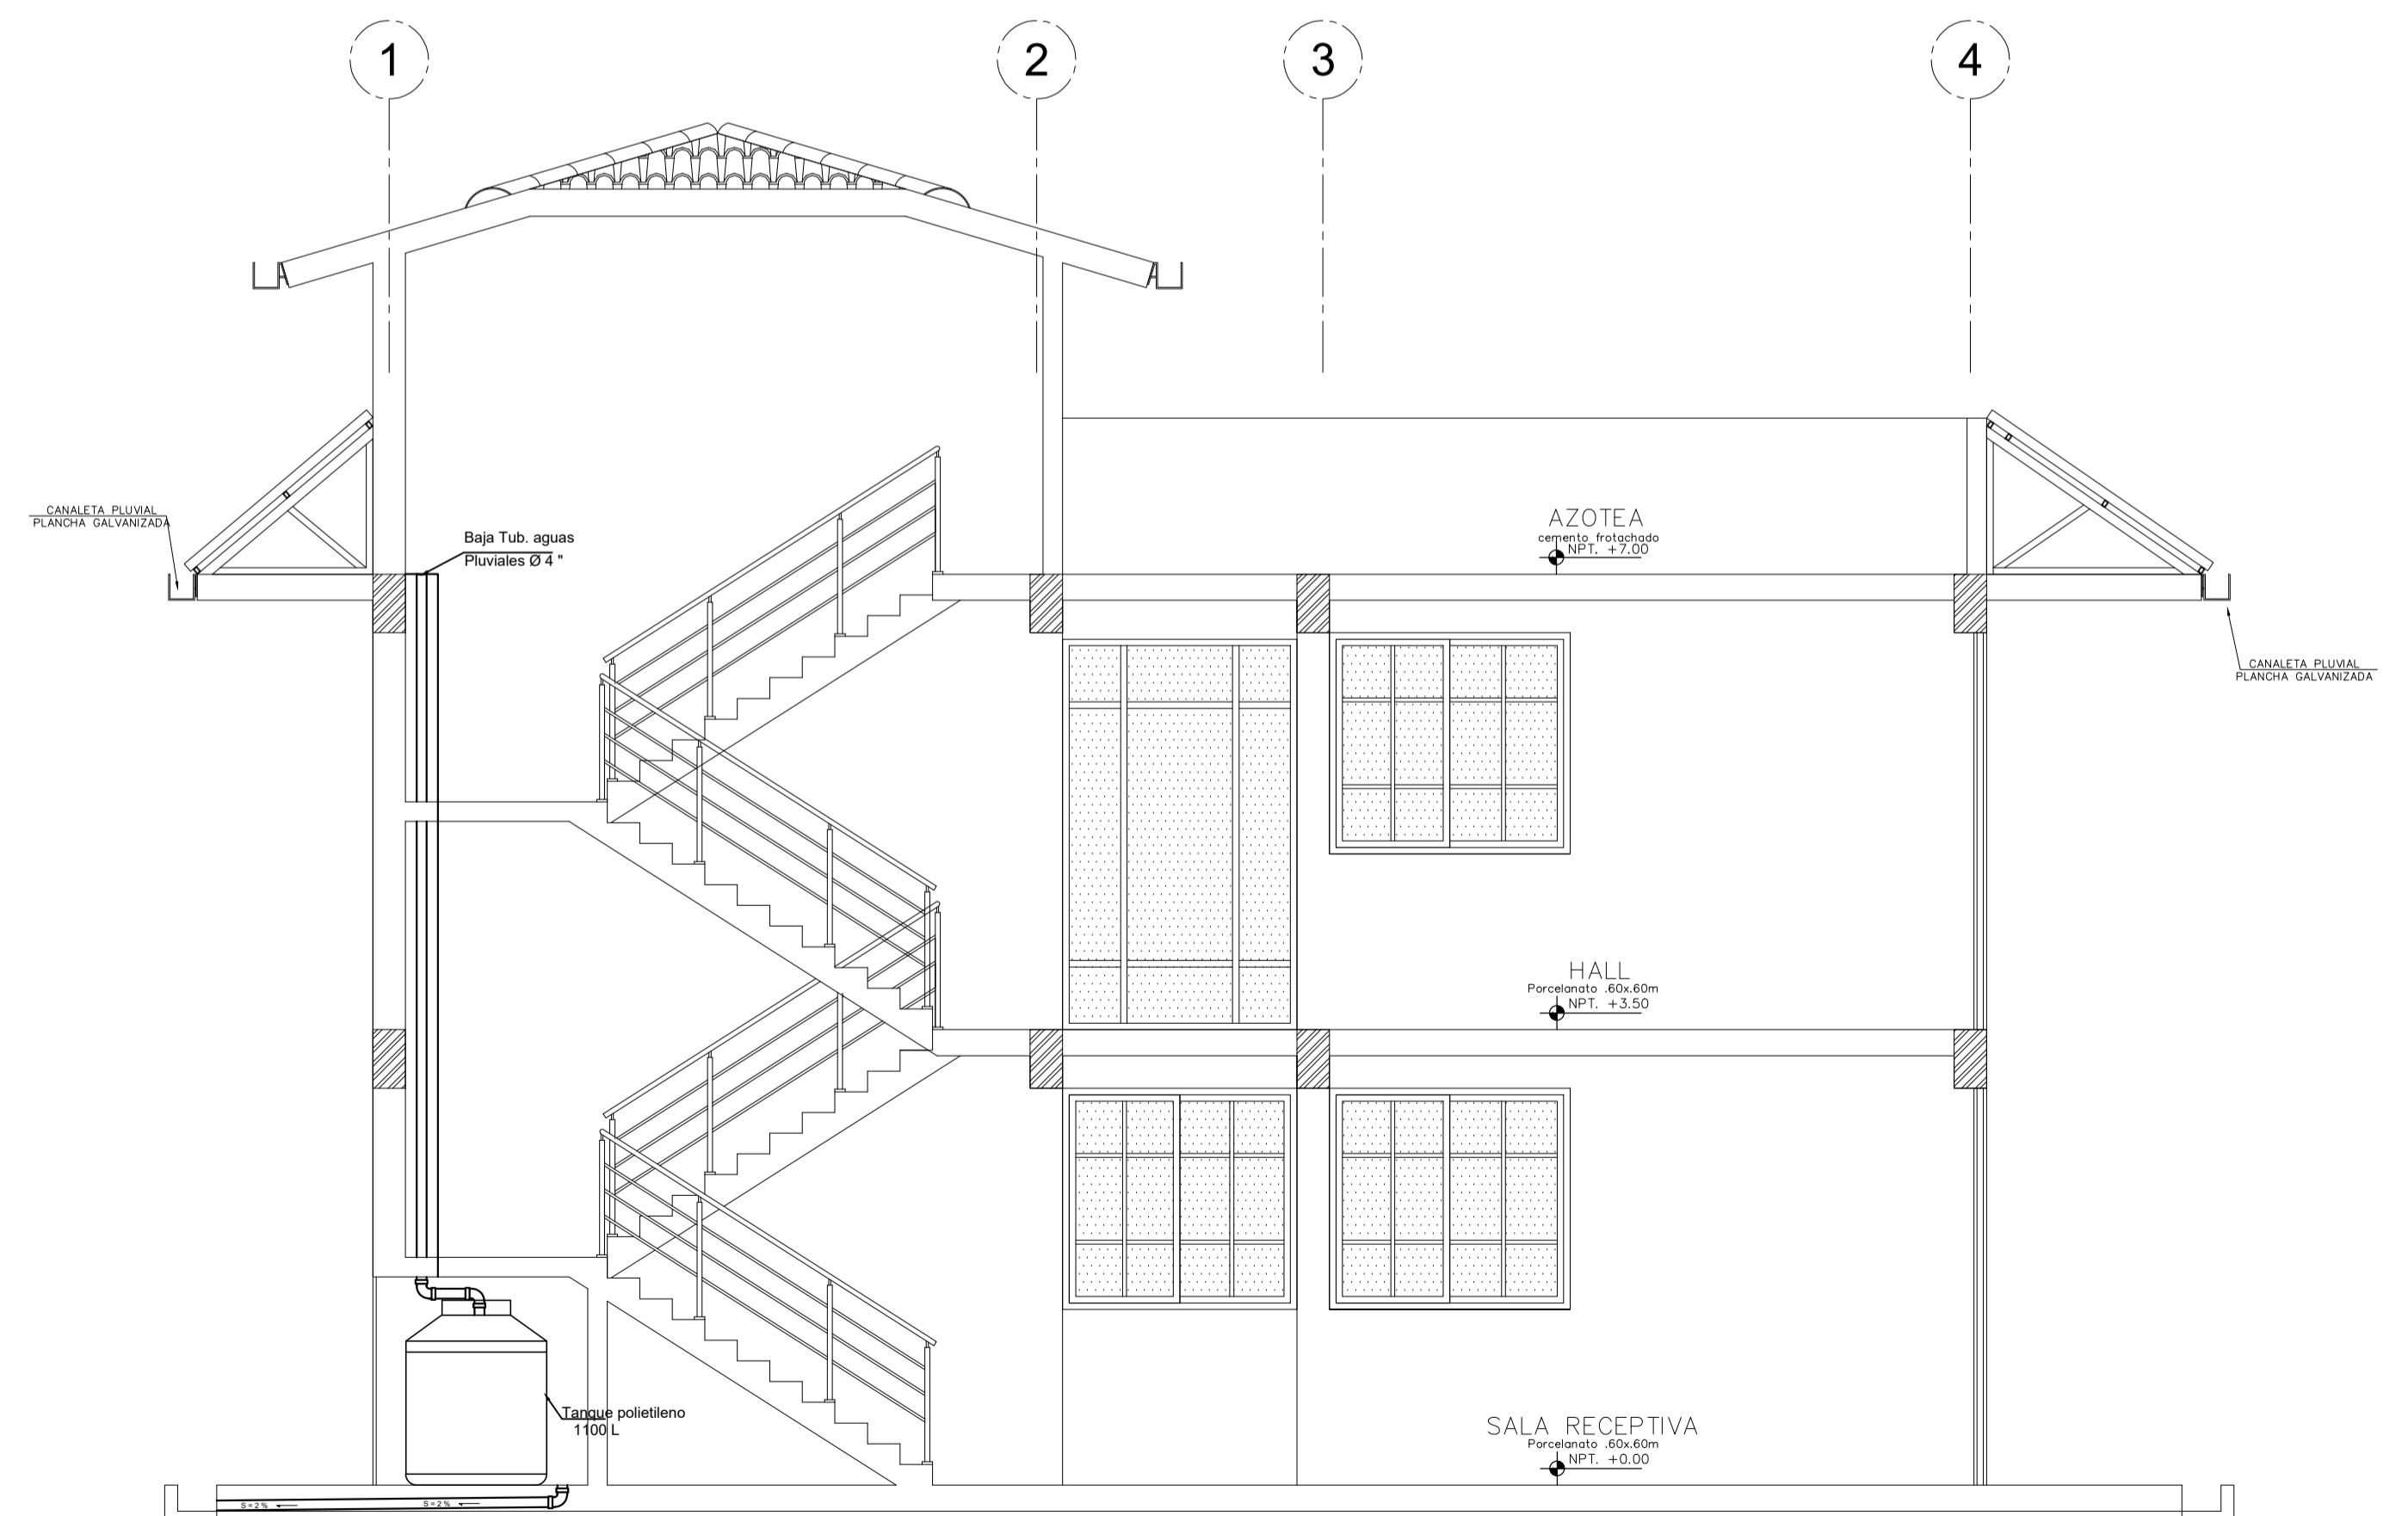 1
2
3
4
CANALETA PLUVIAL
PLANCHA GALVANIZADA
Baja Tub. aguas
Pluviales Ø 4 "
AZOTEA
cemento frotachado
NPT. +7.00
CANALETA PLUVIAL
PLANCHA GALVANIZADA
HALL
Porcelanato .60x.60m
NPT. +3.50
Tanque polietileno
1100 L
SALA RECEPTIVA
Porcelanato .60x.60m
NPT. +0.00
S=2%
S=2%